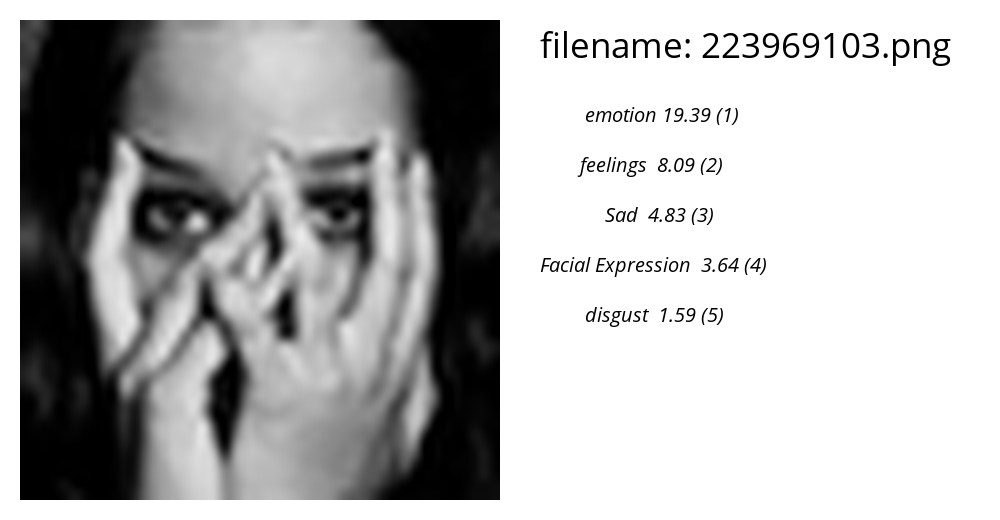 filename: 223969103.png
emotion 19.39 (1)
feelings 8.09 (2)
Sad 4.83 (3)
Facial Expression 3.64 (4)
disgust 1.59 (5)